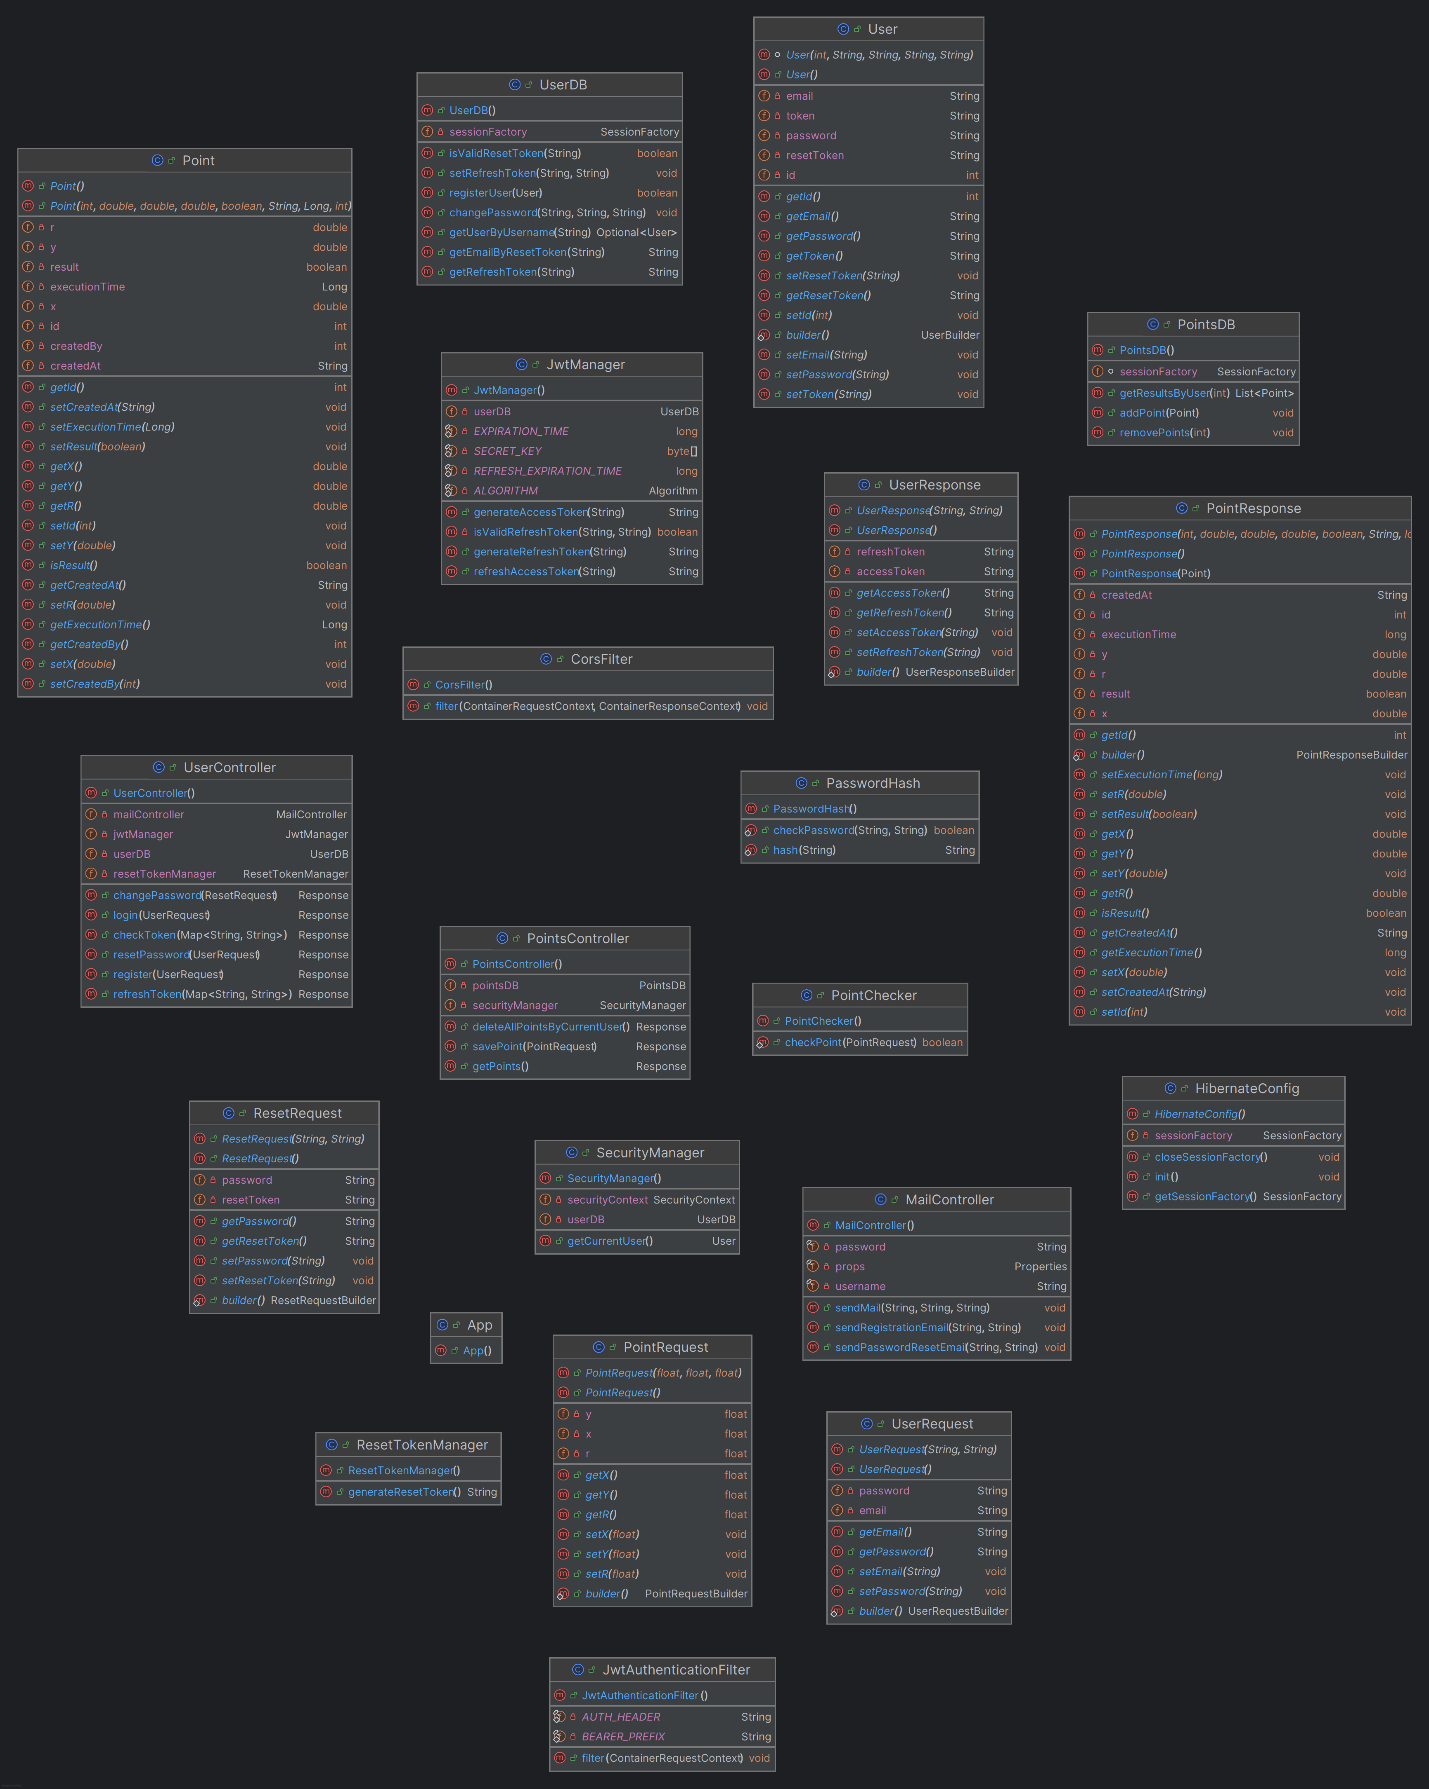 User
User(int, String, String, String, String)
User()
email String
token String
password String
resetToken String
id int
getId() int
getEmail() String
getPassword() String
getToken() String
setResetToken(String) void
getResetToken() String
setId(int) void
builder() UserBuilder
setEmail(String) void
setPassword(String) void
setToken(String) void
UserDB
UserDB()
sessionFactory SessionFactory
isValidResetToken(String) boolean
setRefreshToken(String, String) void
registerUser(User) boolean
changePassword(String, String, String) void
getUserByUsername(String) Optional<User>
getEmailByResetToken(String) String
getRefreshToken(String) String
Point
Point()
Point(int, double, double, double, boolean, String, Long, int)
r double
y double
result boolean
executionTime Long
x double
id int
createdBy int
createdAt String
getId() int
setCreatedAt(String) void
setExecutionTime(Long) void
setResult(boolean) void
getX() double
getY() double
getR() double
setId(int) void
setY(double) void
isResult() boolean
getCreatedAt() String
setR(double) void
getExecutionTime() Long
getCreatedBy() int
setX(double) void
setCreatedBy(int) void
PointsDB
PointsDB()
sessionFactory SessionFactory
getResultsByUser(int) List<Point>
addPoint(Point) void
removePoints(int) void
JwtManager
JwtManager()
userDB UserDB
EXPIRATION_TIME long
SECRET_KEY byte[]
REFRESH_EXPIRATION_TIME long
ALGORITHM Algorithm
generateAccessToken(String) String
isValidRefreshToken(String, String) boolean
generateRefreshToken(String) String
refreshAccessToken(String) String
UserResponse
UserResponse(String, String)
UserResponse()
refreshToken String
accessToken String
getAccessToken() String
getRefreshToken() String
setAccessToken(String) void
setRefreshToken(String) void
builder() UserResponseBuilder
PointResponse
PointResponse(int, double, double, double, boolean, String, lo
PointResponse()
PointResponse(Point)
createdAt String
id int
executionTime long
y double
r double
result boolean
x double
getId() int
builder() PointResponseBuilder
setExecutionTime(long) void
setR(double) void
setResult(boolean) void
getX() double
getY() double
setY(double) void
getR() double
isResult() boolean
getCreatedAt() String
getExecutionTime() long
setX(double) void
setCreatedAt(String) void
setId(int) void
CorsFilter
CorsFilter()
filter(ContainerRequestContext, ContainerResponseContext) void
UserController
UserController()
mailController MailController
jwtManager JwtManager
userDB UserDB
resetTokenManager ResetTokenManager
changePassword(ResetRequest) Response
login(UserRequest) Response
checkToken(Map<String, String>) Response
resetPassword(UserRequest) Response
register(UserRequest) Response
refreshToken(Map<String, String>) Response
PasswordHash
PasswordHash()
checkPassword(String, String) boolean
hash(String) String
PointsController
PointsController()
pointsDB PointsDB
securityManager SecurityManager
deleteAllPointsByCurrentUser() Response
savePoint(PointRequest) Response
getPoints() Response
PointChecker
PointChecker()
checkPoint(PointRequest) boolean
HibernateConfig
HibernateConfig()
sessionFactory SessionFactory
closeSessionFactory() void
init() void
getSessionFactory() SessionFactory
ResetRequest
ResetRequest(String, String)
ResetRequest()
password String
resetToken String
getPassword() String
getResetToken() String
setPassword(String) void
setResetToken(String) void
builder() ResetRequestBuilder
SecurityManager
SecurityManager()
securityContext SecurityContext
userDB UserDB
getCurrentUser() User
MailController
MailController()
password String
props Properties
username String
sendMail(String, String, String) void
sendRegistrationEmail(String, String) void
sendPasswordResetEmail(String, String) void
App
App()
PointRequest
PointRequest(float, float, float)
PointRequest()
y float
x float
r float
getX() float
getY() float
getR() float
setX(float) void
setY(float) void
setR(float) void
builder() PointRequestBuilder
ResetTokenManager
ResetTokenManager()
generateResetToken() String
UserRequest
UserRequest(String, String)
UserRequest()
password String
email String
getEmail() String
getPassword() String
setEmail(String) void
setPassword(String) void
builder() UserRequestBuilder
JwtAuthenticationFilter
JwtAuthenticationFilter()
AUTH_HEADER String
BEARER_PREFIX String
filter(ContainerRequestContext) void